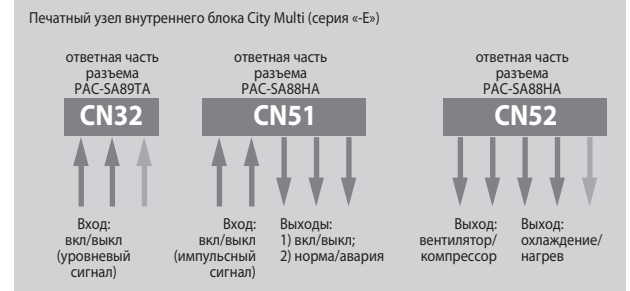 Печатный узел внутреннего блока City Multi (серия «-E»)
ответная часть
разъема
PAC-SA89TA
CN32
Вход:
вкл/выкл
(уровневый
сигнал)
ответная часть
разъема
PAC-SA88HA
CN51
Вход:
вкл/выкл
(импульсный
сигнал)
Выходы:
1) вкл/выкл;
2) норма/авария
ответная часть
разъема
PAC-SA88HA
CN52
Выход:
вентилятор/
компрессор
Выход:
охлаждение/
нагрев